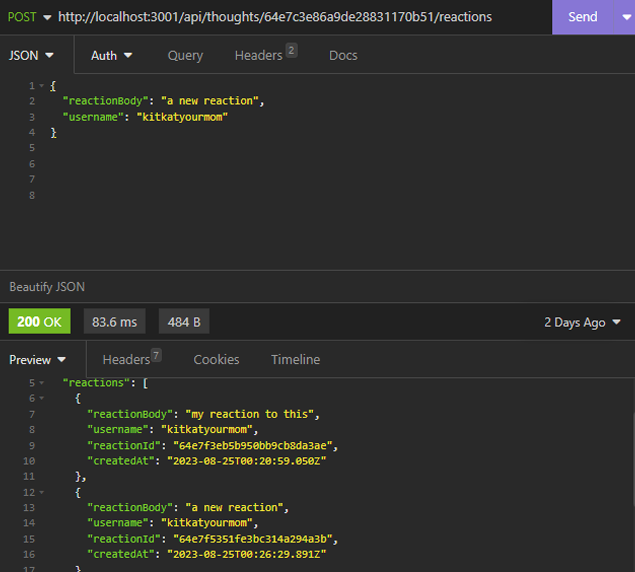 POST http://localhost:3001/api/thoughts/64e7c3e86a9de28831170b51/reactions Send
JSON Auth Query Headers 2 Docs
1 {
2 "reactionBody": "a new reaction",
3 "username": "kitkatyourmom"
4 }
5
6
7
8
Beautify JSON
200 OK 83.6 ms 484 B 2 Days Ago
Preview Headers 7 Cookies Timeline
5 "reactions": [
6 {
7 "reactionBody": "my reaction to this",
8 "username": "kitkatyourmom",
9 "reactionId": "64e7f3eb5b950bb9cb8da3ae",
10 "createdAt": "2023-08-25T00:20:59.050Z"
11 },
12 {
13 "reactionBody": "a new reaction",
14 "username": "kitkatyourmom",
15 "reactionId": "64e7f5351fe3bc314a294a3b",
16 "createdAt": "2023-08-25T00:26:29.891Z"
17 }